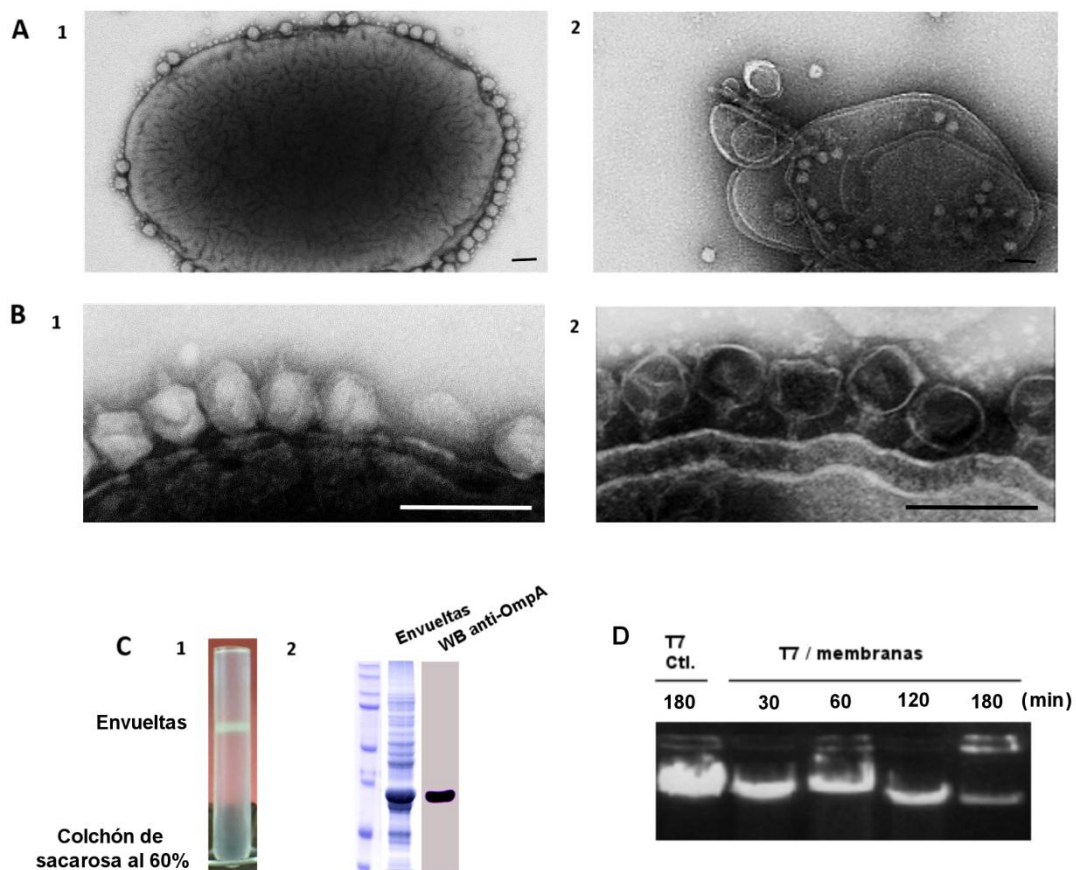 A 1
2
B 1
2
C 1
2
Envueltas
Colchón de
sacarosa al 60%
Envueltas
WB anti-OmpA
D
T7
Ctl.
T7 / membranas
180 30 60 120 180 (min)